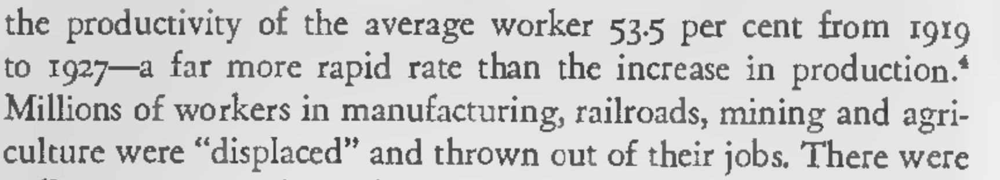 the productivity of the average worker 53.5 per cent from 1919
to 1927—a far more rapid rate than the increase in production.⁴
Millions of workers in manufacturing, railroads, mining and agri-
culture were “displaced” and thrown out of their jobs. There were